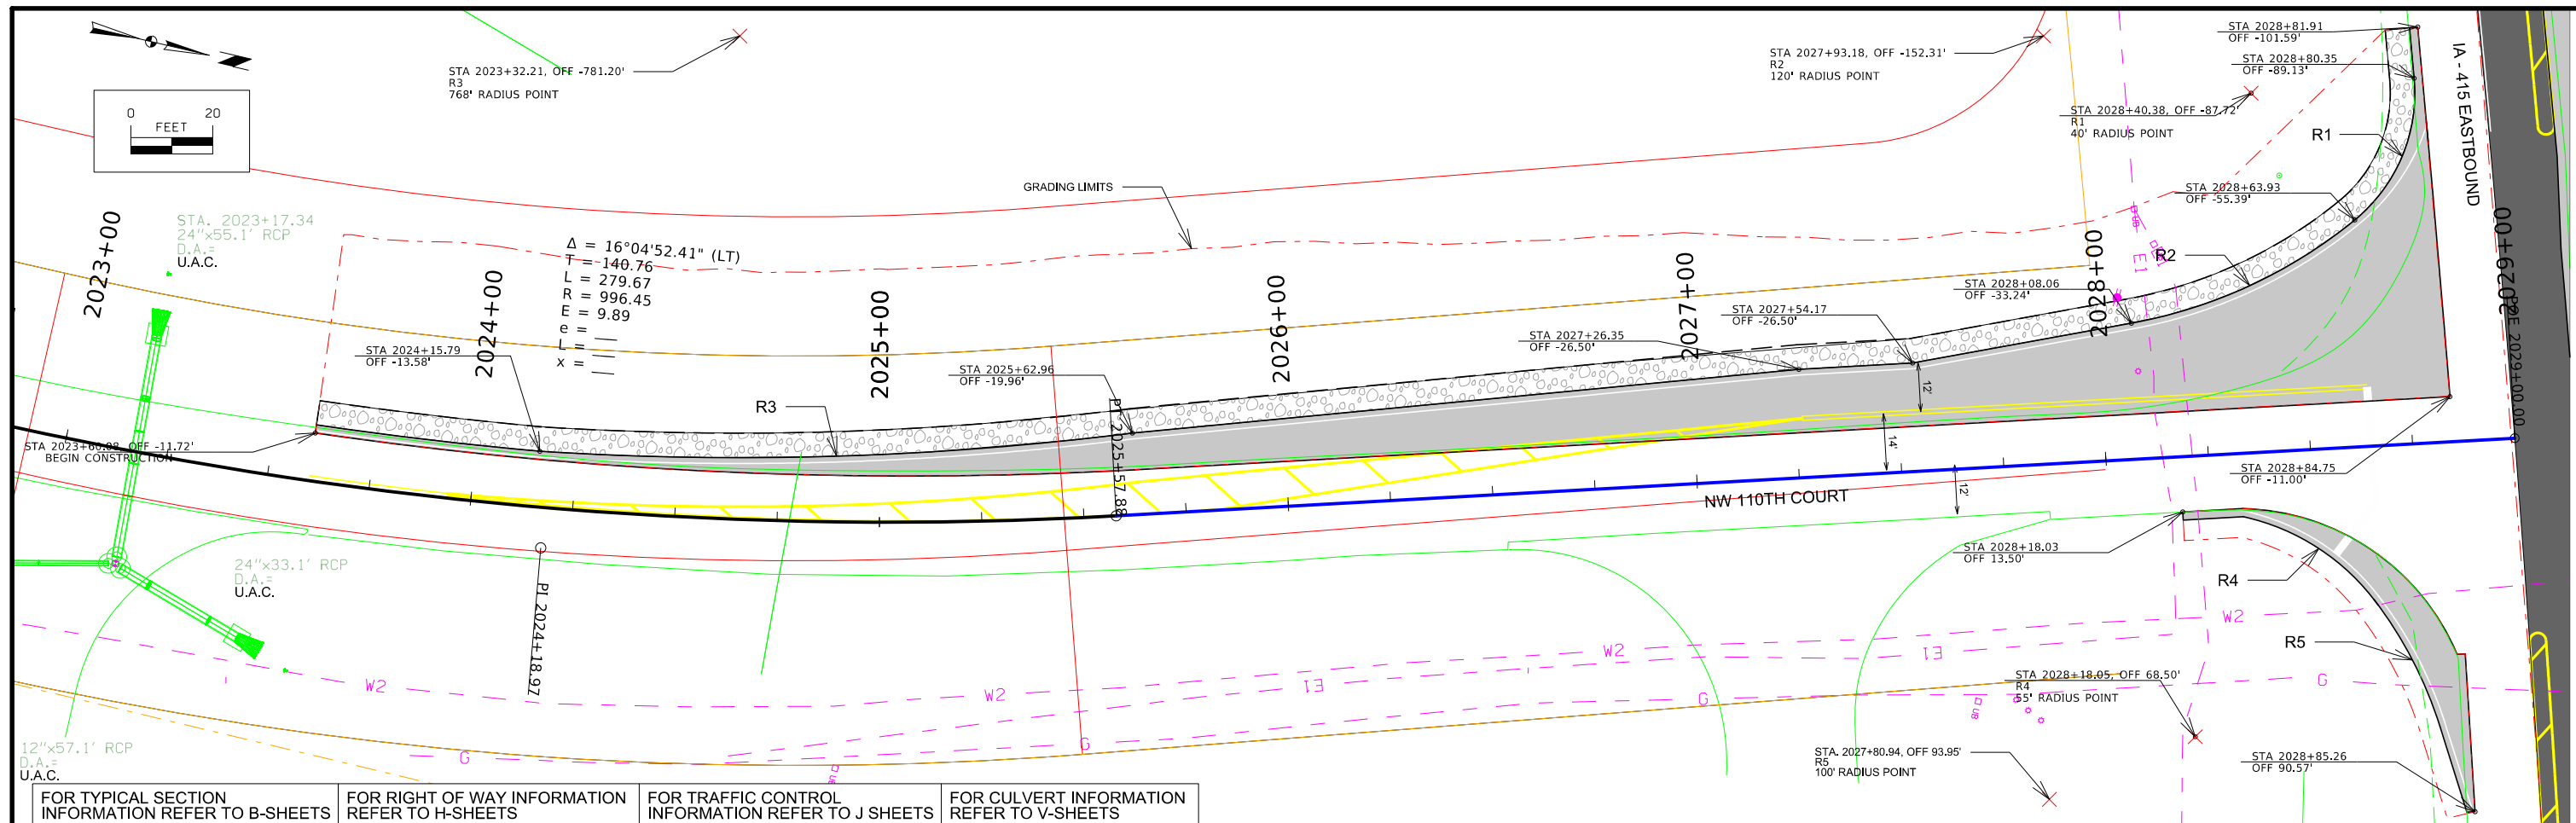 STA 2023+32.21, OFF -781.20'
R3
768' RADIUS POINT
STA 2027+93.18, OFF -152.31'
R2
120' RADIUS POINT
STA 2028+81.91
OFF -101.59'
STA 2028+80.35
OFF -89.13'
STA 2028+40.38, OFF -87.72'
R1
40' RADIUS POINT
R1
IA - 415 EASTBOUND
0 20
FEET
GRADING LIMITS
STA 2028+63.93
OFF -55.39'
2023+00
STA. 2023+17.34
24"x55.1' RCP
D.A.=
U.A.C.
Δ = 16°04'52.41" (LT)
T = 140.76
L = 279.67
R = 996.45
E = 9.89
e = __
L = __
x = __
2024+00
2025+00
2026+00
2027+00
2028+00
2029+00
POE 2029+00.00
E1
R2
STA 2028+08.06
OFF -33.24'
STA 2027+54.17
OFF -26.50'
STA 2027+26.35
OFF -26.50'
STA 2024+15.79
OFF -13.58'
STA 2025+62.96
OFF -19.96'
R3
PT 2025+57.88
12'
14'
12'
STA 2023+60.08, OFF -11.72'
BEGIN CONSTRUCTION
STA 2028+84.75
OFF -11.00'
NW 110TH COURT
STA 2028+18.03
OFF 13.50'
24"x33.1' RCP
D.A.=
U.A.C.
PI 2024+18.97
R4
R5
W2
W2
W2
W2
E1
E1
G
G
G
G
STA 2028+18.05, OFF 68.50'
R4
55' RADIUS POINT
STA. 2027+80.94, OFF 93.95'
R5
100' RADIUS POINT
STA 2028+85.26
OFF 90.57'
12"x57.1' RCP
D.A.=
U.A.C.
FOR TYPICAL SECTION
INFORMATION REFER TO B-SHEETS
FOR RIGHT OF WAY INFORMATION
REFER TO H-SHEETS
FOR TRAFFIC CONTROL
INFORMATION REFER TO J SHEETS
FOR CULVERT INFORMATION
REFER TO V-SHEETS